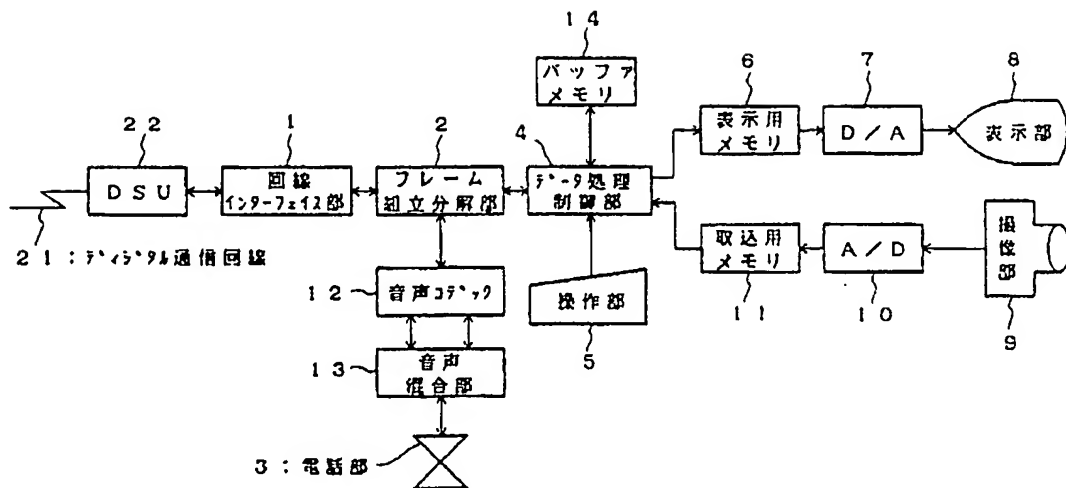 14
バッファ
メモリ
6
7
8
表示用
メモリ
D/A
表示部
22
1
2
4
DSU
回線
インターフェイス部
フレーム
組立分解部
データ処理
制御部
21:ディジタル通信回線
取込用
メモリ
A/D
撮像部
11
10
9
12
音声コデック
操作部
5
13
音声
混合部
3:電話部